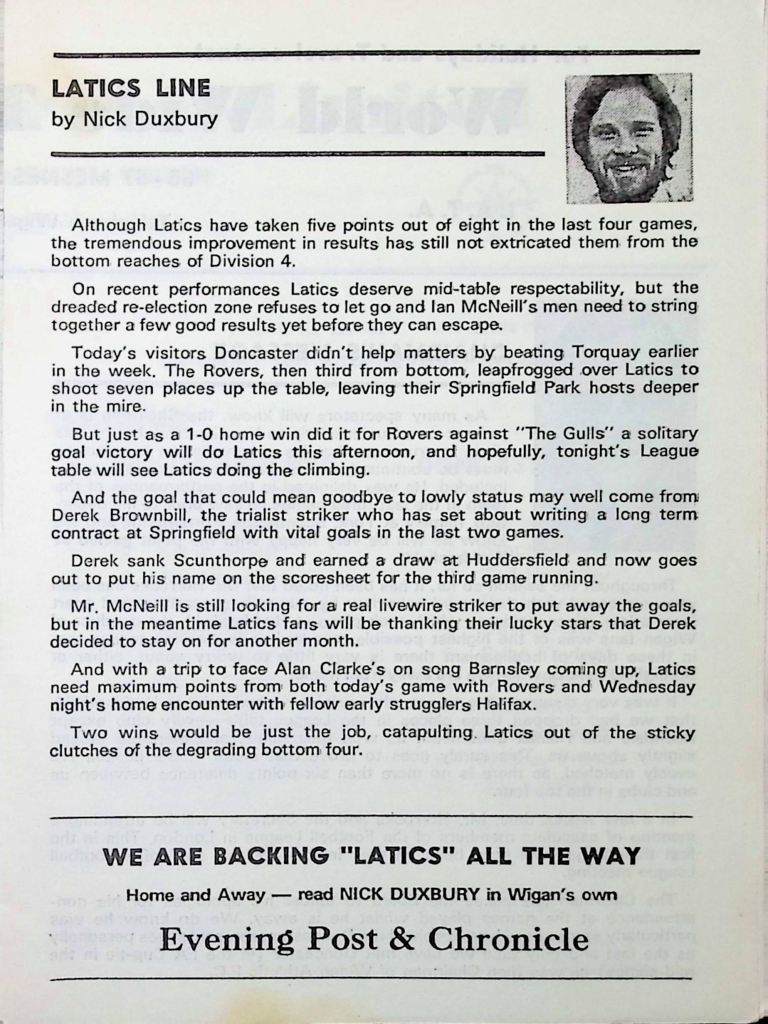 LATICS LINE
by Nick Duxbury
Although Latics have taken five points out of eight in the last four games,
the tremendous improvement in results has still not extricated them from the
bottom reaches of Division 4.
On recent performances Latics deserve mid-table respectability, but the
dreaded re-election zone refuses to let go and Ian McNeill's men need to string
together a few good results yet before they can escape.
Today's visitors Doncaster didn't help matters by beating Torquay earlier
in the week. The Rovers, then third from bottom, leapfrogged over Latics to
shoot seven places up the table, leaving their Springfield Park hosts deeper
in the mire.
But just as a 1-0 home win did it for Rovers against "The Gulls" a solitary
goal victory will do Latics this afternoon, and hopefully, tonight's League
table will see Latics doing the climbing.
And the goal that could mean goodbye to lowly status may well come from
Derek Brownbill, the trialist striker who has set about writing a long term
contract at Springfield with vital goals in the last two games.
Derek sank Scunthorpe and earned a draw at Huddersfield and now goes
out to put his name on the scoresheet for the third game running.
Mr. McNeill is still looking for a real livewire striker to put away the goals,
but in the meantime Latics fans will be thanking their lucky stars that Derek
decided to stay on for another month.
And with a trip to face Alan Clarke's on song Barnsley coming up, Latics
need maximum points from both today's game with Rovers and Wednesday
night's home encounter with fellow early strugglers Halifax.
Two wins would be just the job, catapulting Latics out of the sticky
clutches of the degrading bottom four.
WE ARE BACKING "LATICS" ALL THE WAY
Home and Away — read NICK DUXBURY in Wigan's own
Evening Post & Chronicle